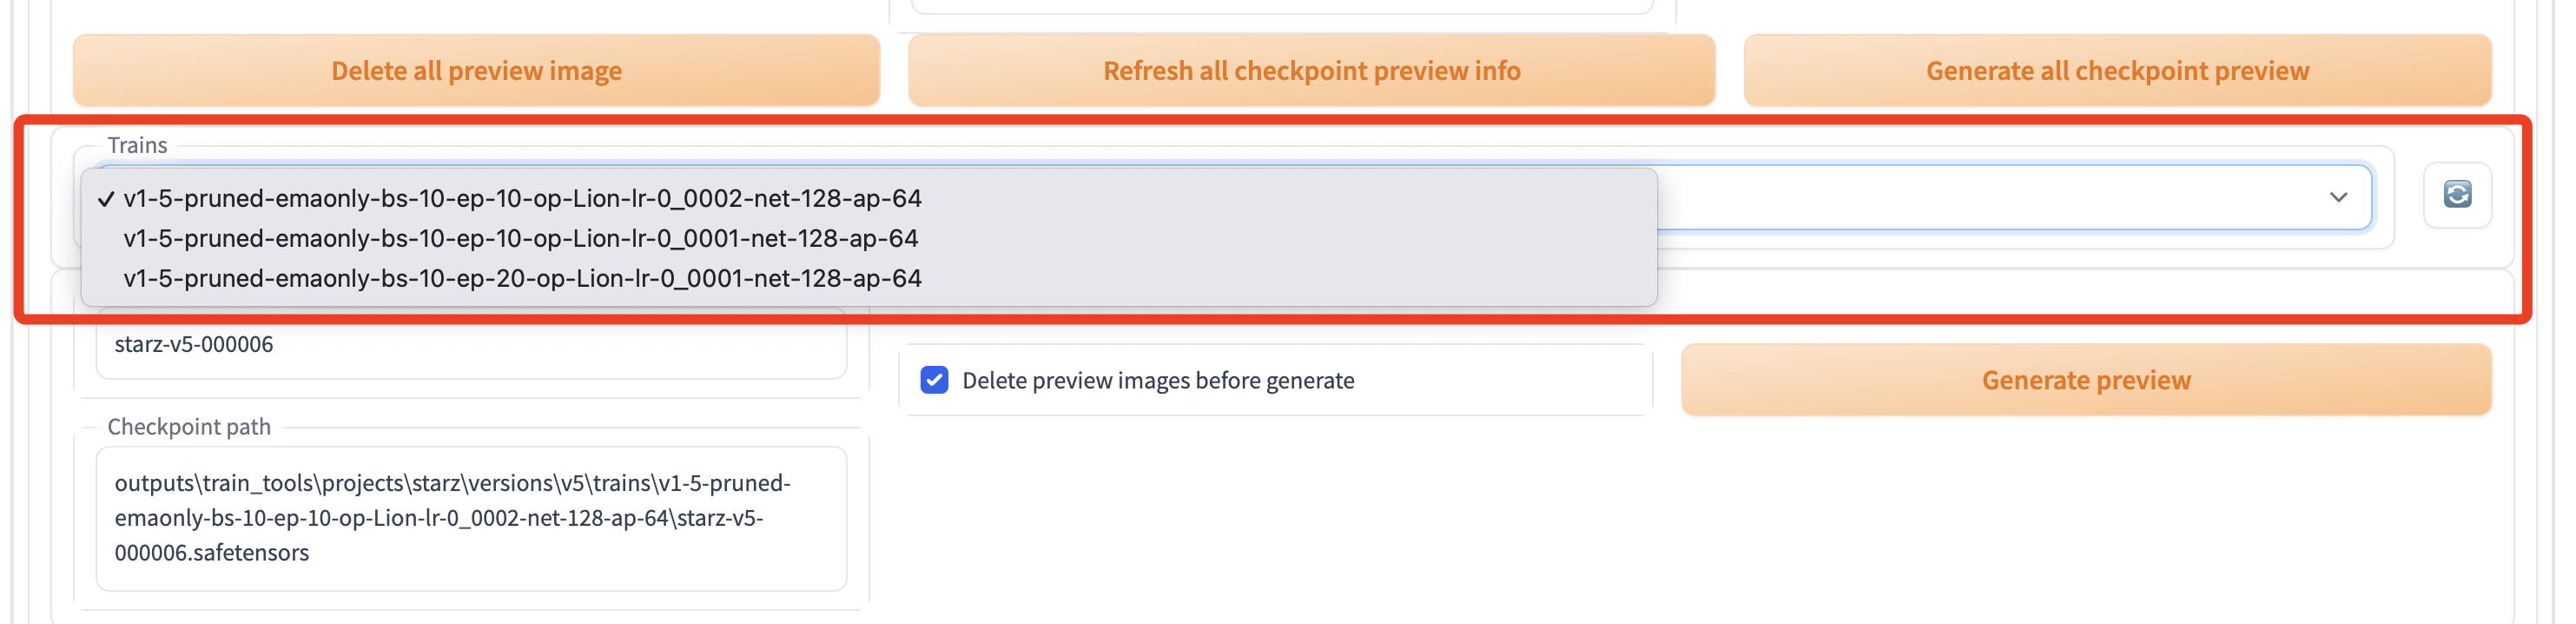 Delete all preview image
Refresh all checkpoint preview info
Generate all checkpoint preview
Trains
✓ v1-5-pruned-emaonly-bs-10-ep-10-op-Lion-lr-0_0002-net-128-ap-64
v1-5-pruned-emaonly-bs-10-ep-10-op-Lion-lr-0_0001-net-128-ap-64
v1-5-pruned-emaonly-bs-10-ep-20-op-Lion-lr-0_0001-net-128-ap-64
starz-v5-000006
Delete preview images before generate
Generate preview
Checkpoint path
outputs\train_tools\projects\starz\versions\v5\trains\v1-5-pruned-
emaonly-bs-10-ep-10-op-Lion-lr-0_0002-net-128-ap-64\starz-v5-
000006.safetensors